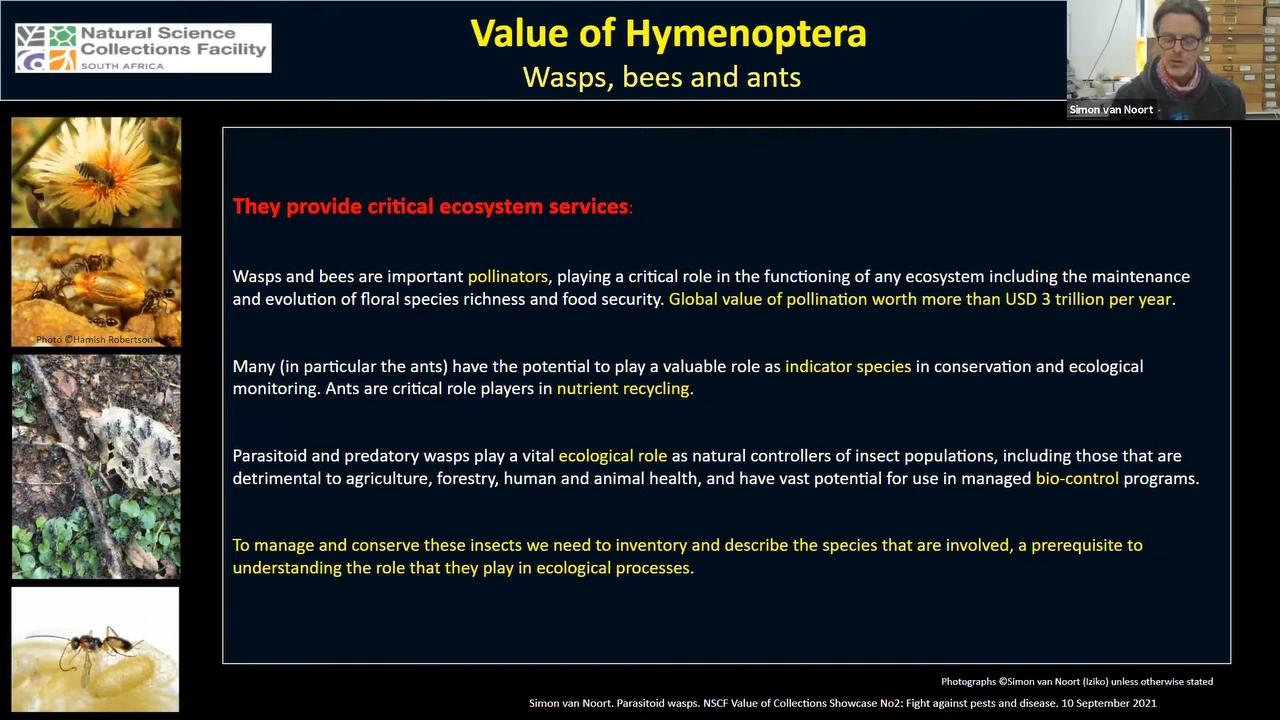 Natural Science
Collections Facility
SOUTH AFRICA
Value of Hymenoptera
Wasps, bees and ants
Simon van Noort
They provide critical ecosystem services:
Wasps and bees are important pollinators, playing a critical role in the functioning of any ecosystem including the maintenance
and evolution of floral species richness and food security. Global value of pollination worth more than USD 3 trillion per year.
Photo ©Hamish Robertson
Many (in particular the ants) have the potential to play a valuable role as indicator species in conservation and ecological
monitoring. Ants are critical role players in nutrient recycling.
Parasitoid and predatory wasps play a vital ecological role as natural controllers of insect populations, including those that are
detrimental to agriculture, forestry, human and animal health, and have vast potential for use in managed bio-control programs.
To manage and conserve these insects we need to inventory and describe the species that are involved, a prerequisite to
understanding the role that they play in ecological processes.
Photographs ©Simon van Noort (Iziko) unless otherwise stated
Simon van Noort. Parasitoid wasps. NSCF Value of Collections Showcase No2: Fight against pests and disease. 10 September 2021